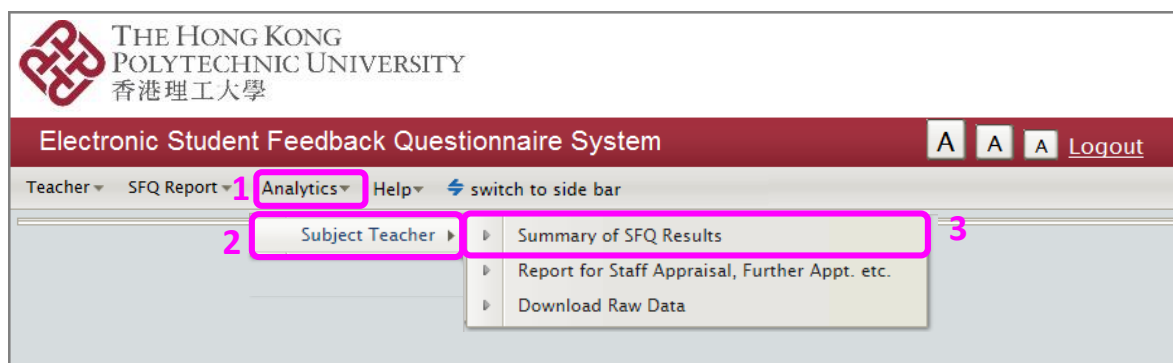 THE HONG KONG
POLYTECHNIC UNIVERSITY
香港理工大學
Electronic Student Feedback Questionnaire System A A A Logout
Teacher SFQ Report 1 Analytics Help switch to side bar
2 Subject Teacher Summary of SFQ Results 3
Report for Staff Appraisal, Further Appt. etc.
Download Raw Data